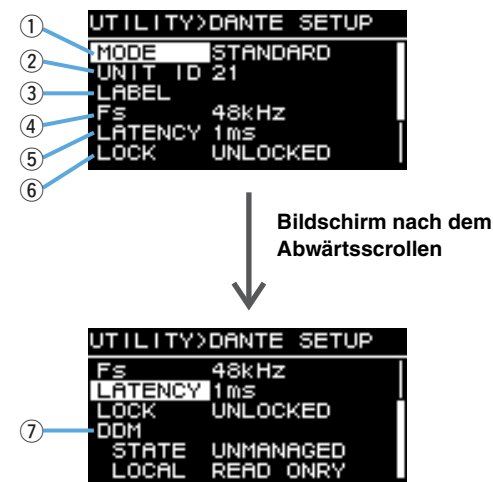 UTILITY>DANTE SETUP
① MODE STANDARD
② UNIT ID 21
③ LABEL
④ Fs 48kHz
⑤ LATENCY 1ms
⑥ LOCK UNLOCKED
Bildschirm nach dem
Abwärtsscrollen
UTILITY>DANTE SETUP
Fs 48kHz
LATENCY 1ms
LOCK UNLOCKED
⑦ DDM
STATE UNMANAGED
LOCAL READ ONRY